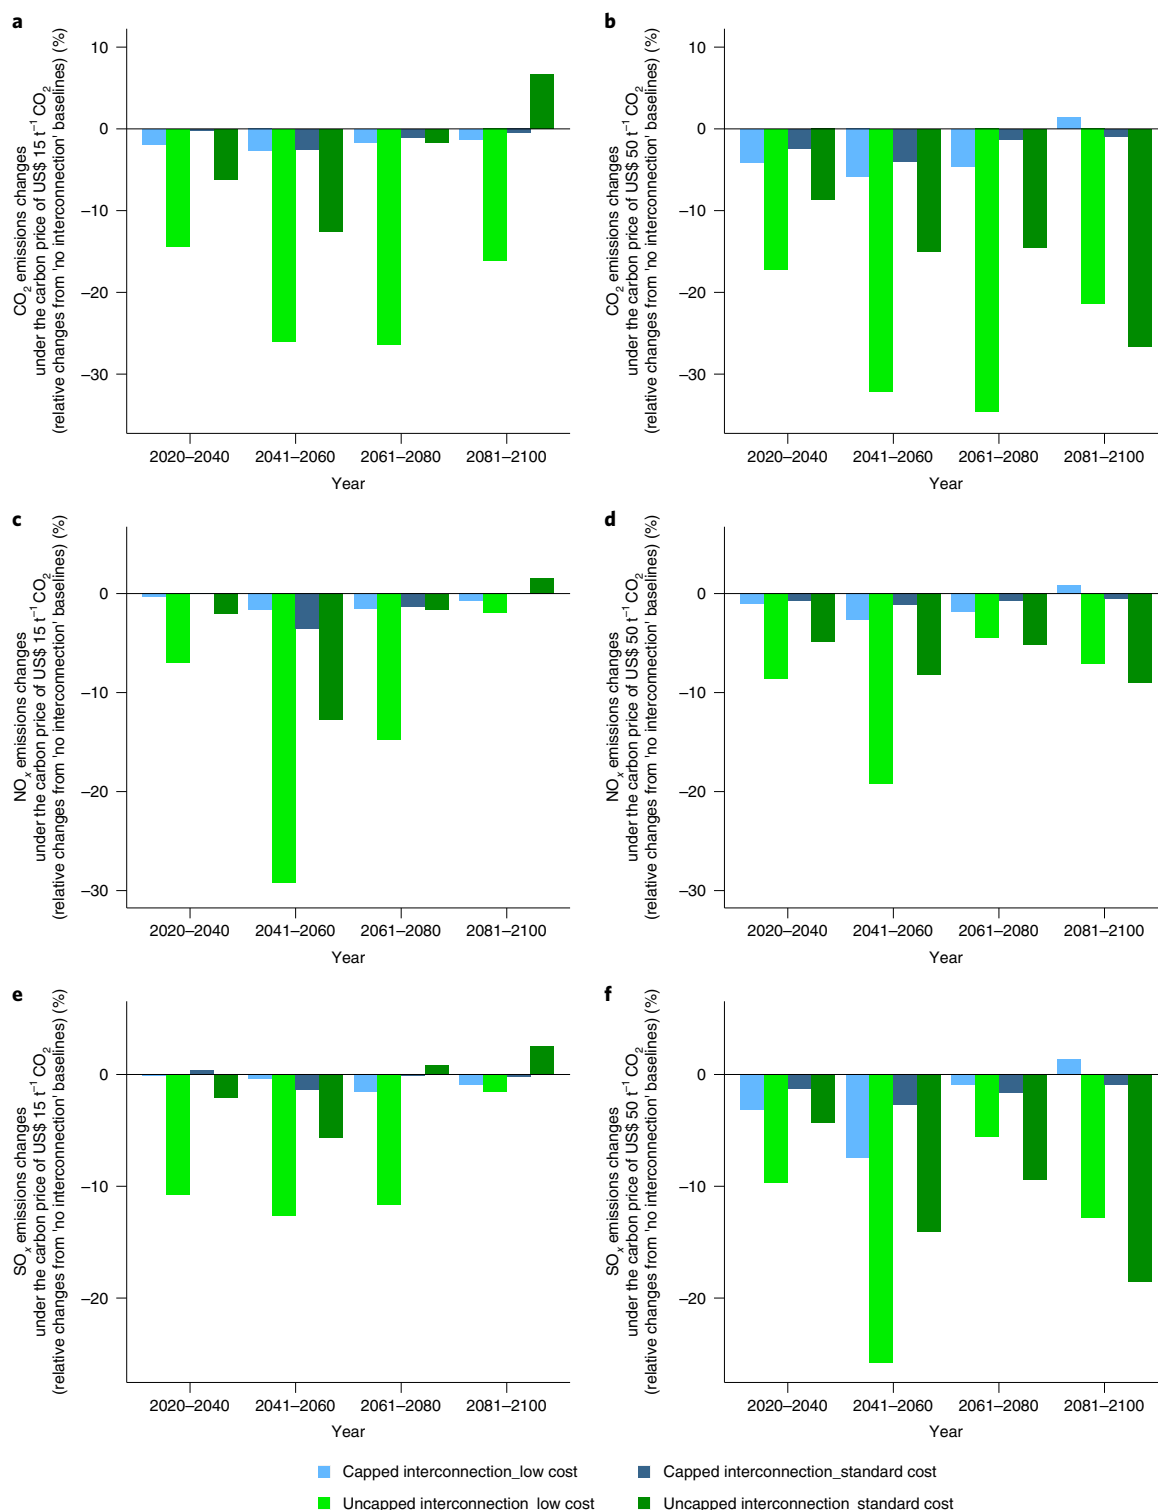 a
CO2 emissions changes
under the carbon price of US$ 15 t−1 CO2
(relative changes from 'no interconnection' baselines) (%)
10
0
−10
−20
−30
2020–2040 2041–2060 2061–2080 2081–2100
Year
b
CO2 emissions changes
under the carbon price of US$ 50 t−1 CO2
(relative changes from 'no interconnection' baselines) (%)
10
0
−10
−20
−30
2020–2040 2041–2060 2061–2080 2081–2100
Year
c
NOx emissions changes
under the carbon price of US$ 15 t−1 CO2
(relative changes from 'no interconnection' baselines) (%)
0
−10
−20
−30
2020–2040 2041–2060 2061–2080 2081–2100
Year
d
NOx emissions changes
under the carbon price of US$ 50 t−1 CO2
(relative changes from 'no interconnection' baselines) (%)
0
−10
−20
−30
2020–2040 2041–2060 2061–2080 2081–2100
Year
e
SOx emissions changes
under the carbon price of US$ 15 t−1 CO2
(relative changes from 'no interconnection' baselines) (%)
0
−10
−20
2020–2040 2041–2060 2061–2080 2081–2100
Year
f
SOx emissions changes
under the carbon price of US$ 50 t−1 CO2
(relative changes from 'no interconnection' baselines) (%)
0
−10
−20
2020–2040 2041–2060 2061–2080 2081–2100
Year
Capped interconnection_low cost
Capped interconnection_standard cost
Uncapped interconnection_low cost
Uncapped interconnection_standard cost